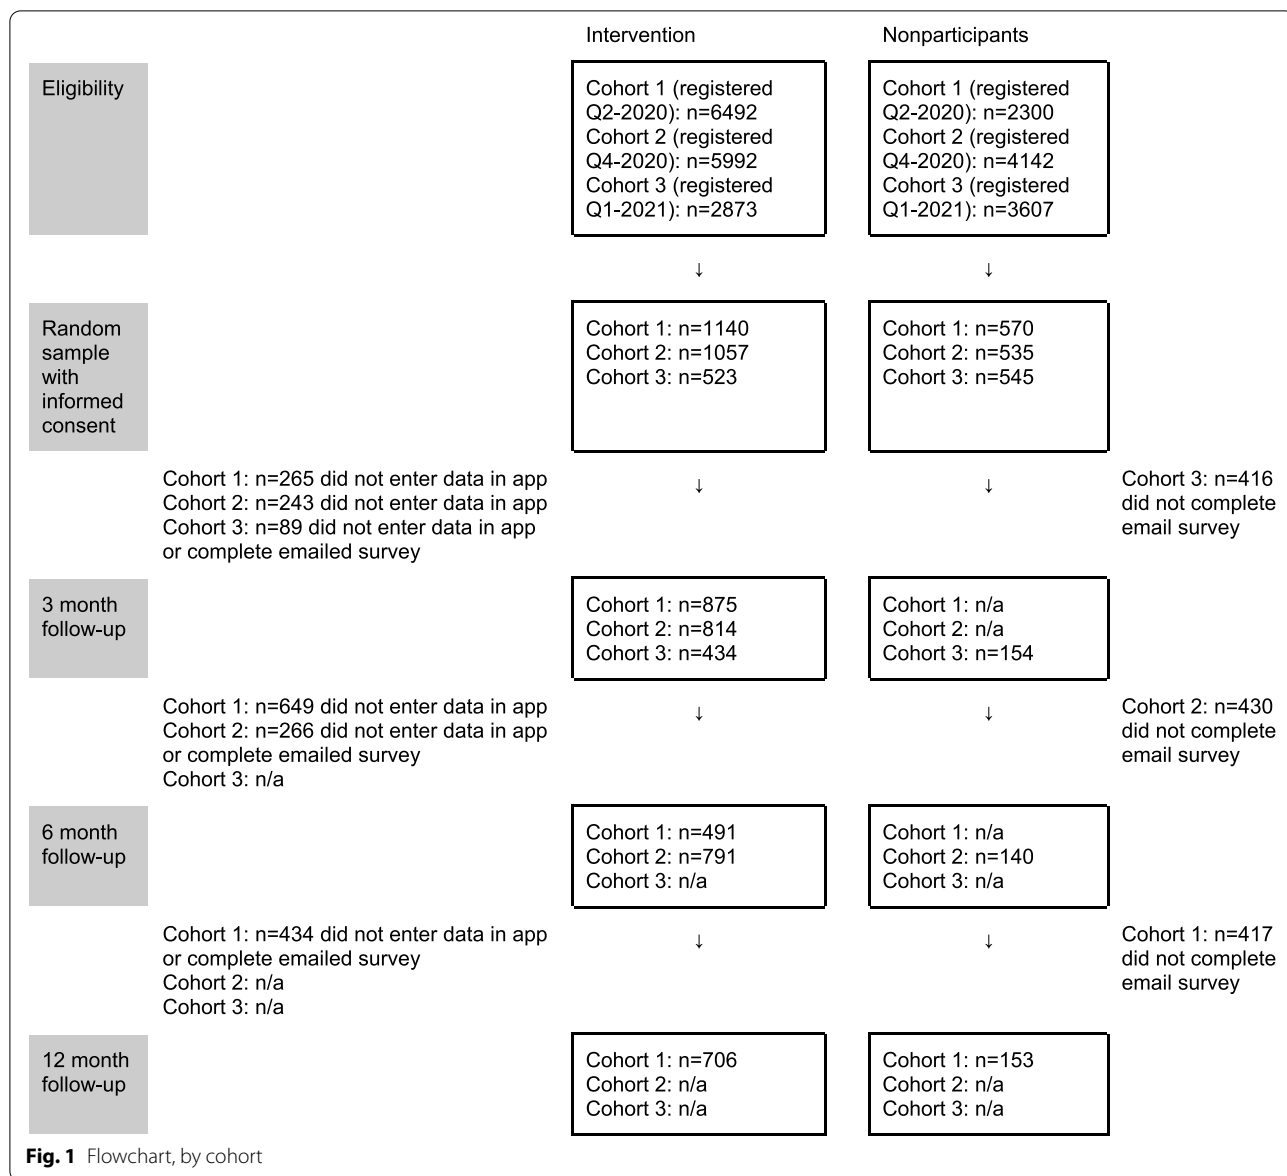 Intervention
Nonparticipants
Eligibility
Cohort 1 (registered
Q2-2020): n=6492
Cohort 2 (registered
Q4-2020): n=5992
Cohort 3 (registered
Q1-2021): n=2873
Cohort 1 (registered
Q2-2020): n=2300
Cohort 2 (registered
Q4-2020): n=4142
Cohort 3 (registered
Q1-2021): n=3607
↓
↓
Random
sample
with
informed
consent
Cohort 1: n=1140
Cohort 2: n=1057
Cohort 3: n=523
Cohort 1: n=570
Cohort 2: n=535
Cohort 3: n=545
Cohort 1: n=265 did not enter data in app
Cohort 2: n=243 did not enter data in app
Cohort 3: n=89 did not enter data in app
or complete emailed survey
↓
↓
Cohort 3: n=416
did not complete
email survey
3 month
follow-up
Cohort 1: n=875
Cohort 2: n=814
Cohort 3: n=434
Cohort 1: n/a
Cohort 2: n/a
Cohort 3: n=154
Cohort 1: n=649 did not enter data in app
Cohort 2: n=266 did not enter data in app
or complete emailed survey
Cohort 3: n/a
↓
↓
Cohort 2: n=430
did not complete
email survey
6 month
follow-up
Cohort 1: n=491
Cohort 2: n=791
Cohort 3: n/a
Cohort 1: n/a
Cohort 2: n=140
Cohort 3: n/a
Cohort 1: n=434 did not enter data in app
or complete emailed survey
Cohort 2: n/a
Cohort 3: n/a
↓
↓
Cohort 1: n=417
did not complete
email survey
12 month
follow-up
Cohort 1: n=706
Cohort 2: n/a
Cohort 3: n/a
Cohort 1: n=153
Cohort 2: n/a
Cohort 3: n/a
Fig. 1 Flowchart, by cohort